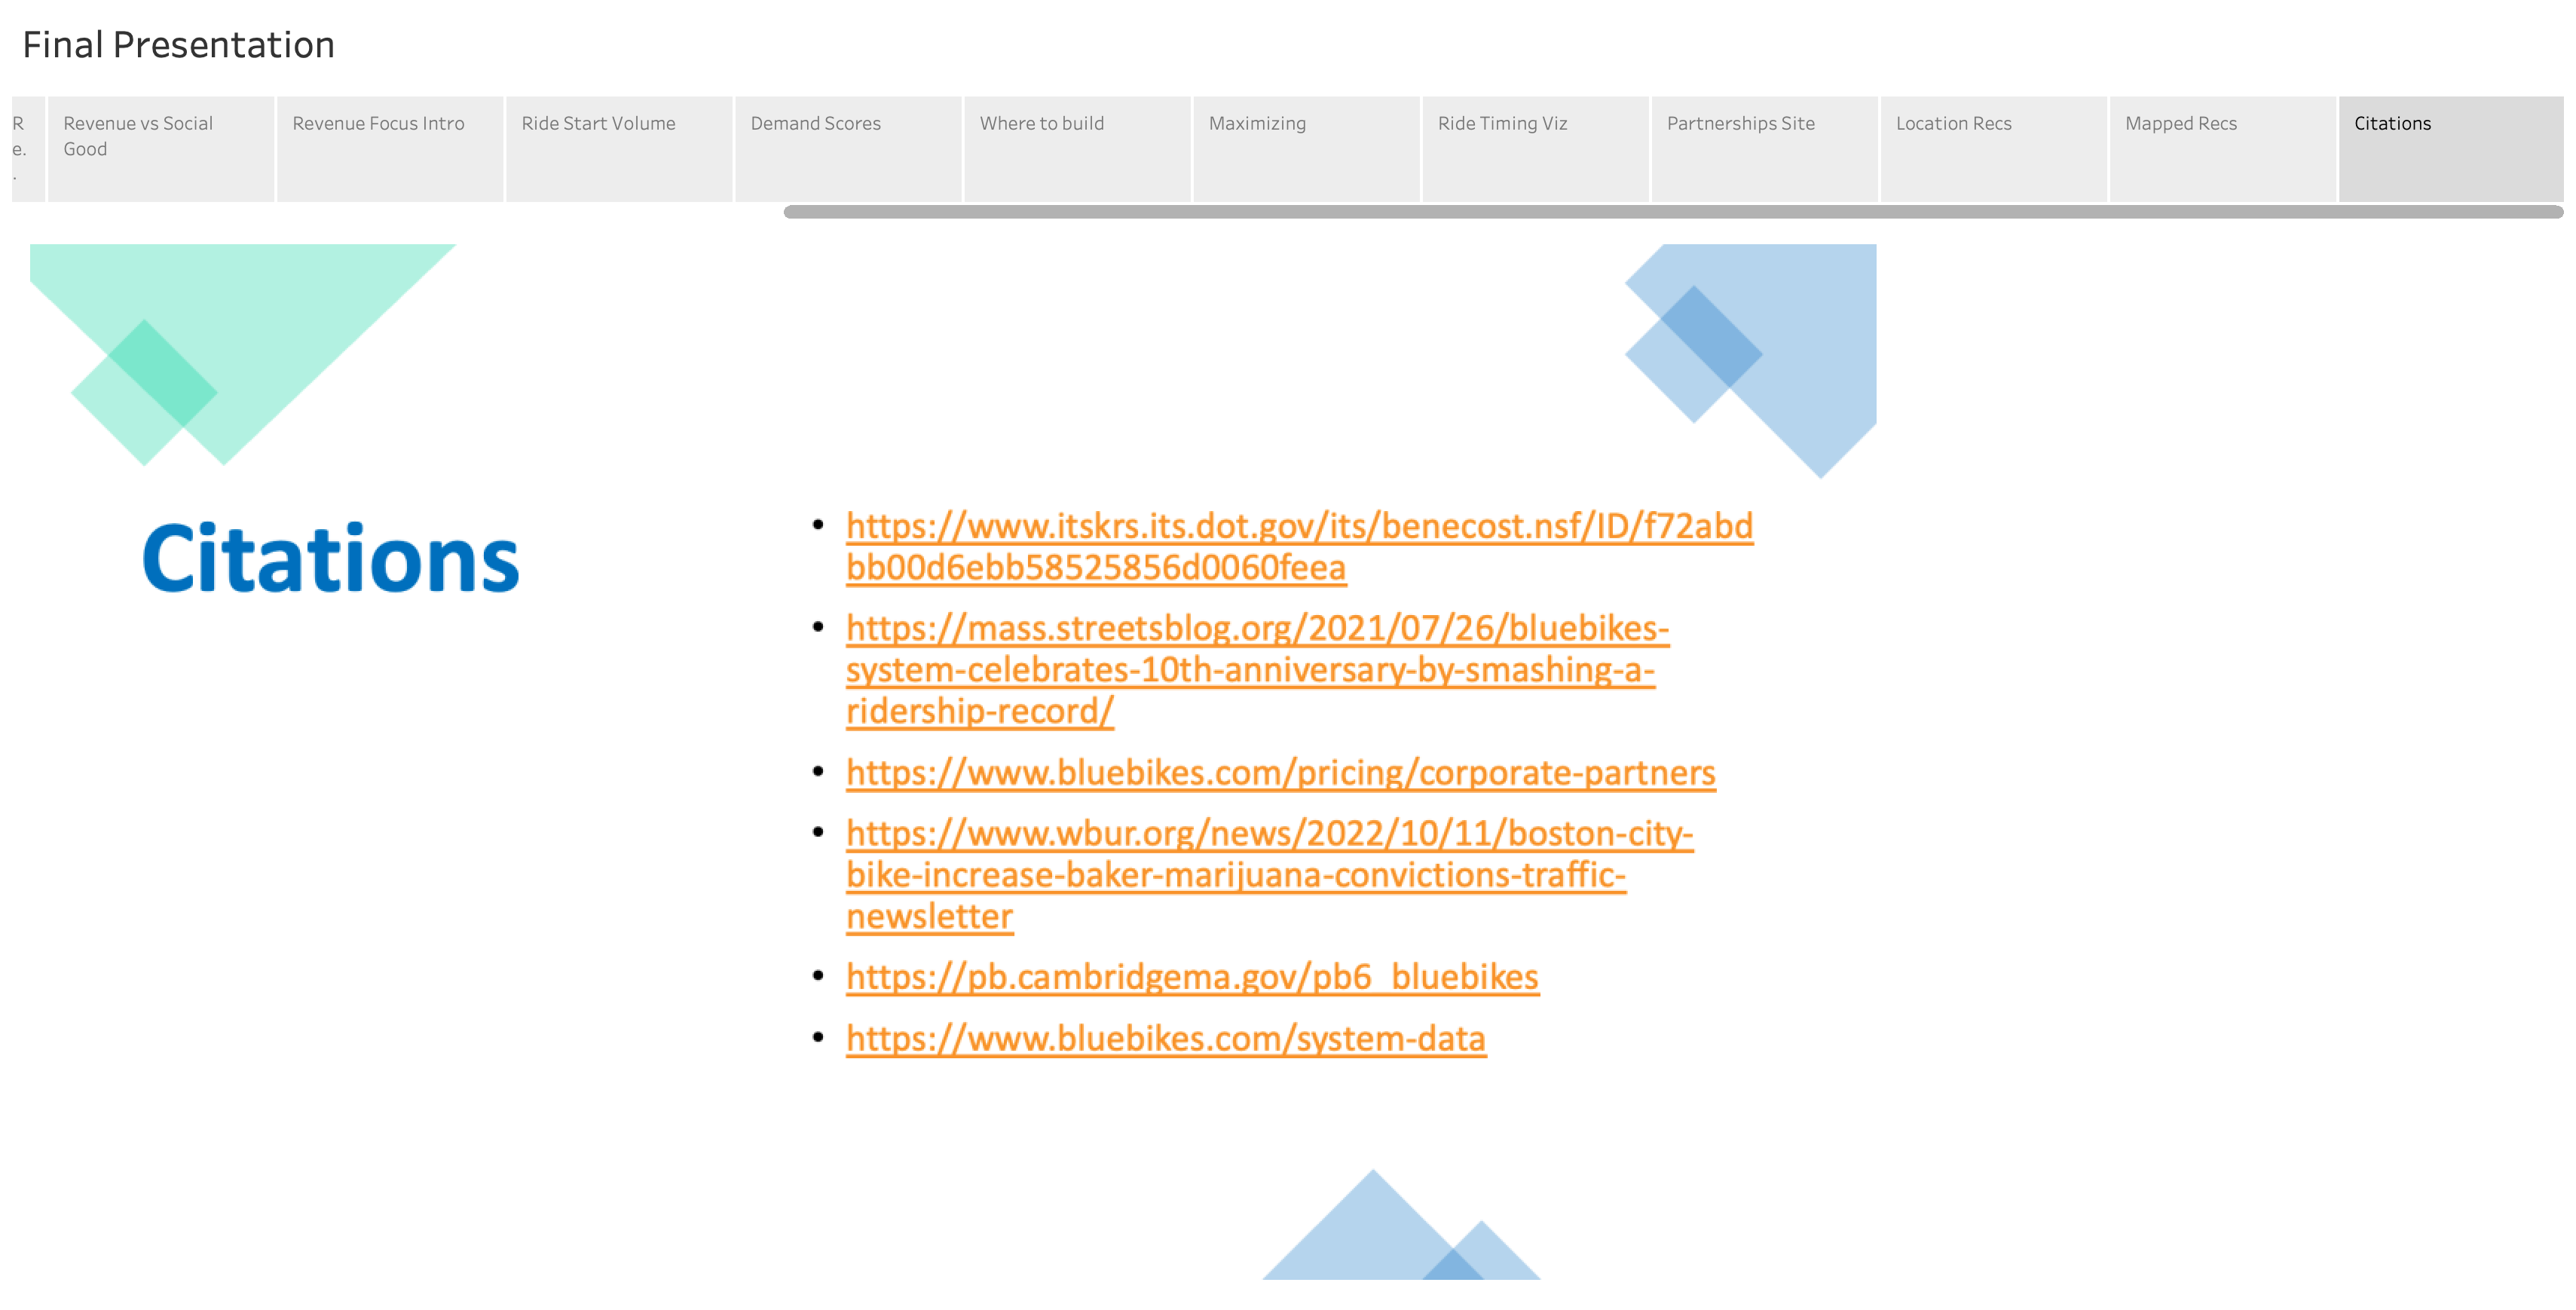 Final Presentation
R
e.
.
Revenue vs Social
Good
Revenue Focus Intro
Ride Start Volume
Demand Scores
Where to build
Maximizing
Ride Timing Viz
Partnerships Site
Location Recs
Mapped Recs
Citations
Citations
• https://www.itskrs.its.dot.gov/its/benecost.nsf/ID/f72abd
bb00d6ebb58525856d0060feea
• https://mass.streetsblog.org/2021/07/26/bluebikes-
system-celebrates-10th-anniversary-by-smashing-a-
ridership-record/
• https://www.bluebikes.com/pricing/corporate-partners
• https://www.wbur.org/news/2022/10/11/boston-city-
bike-increase-baker-marijuana-convictions-traffic-
newsletter
• https://pb.cambridgema.gov/pb6_bluebikes
• https://www.bluebikes.com/system-data